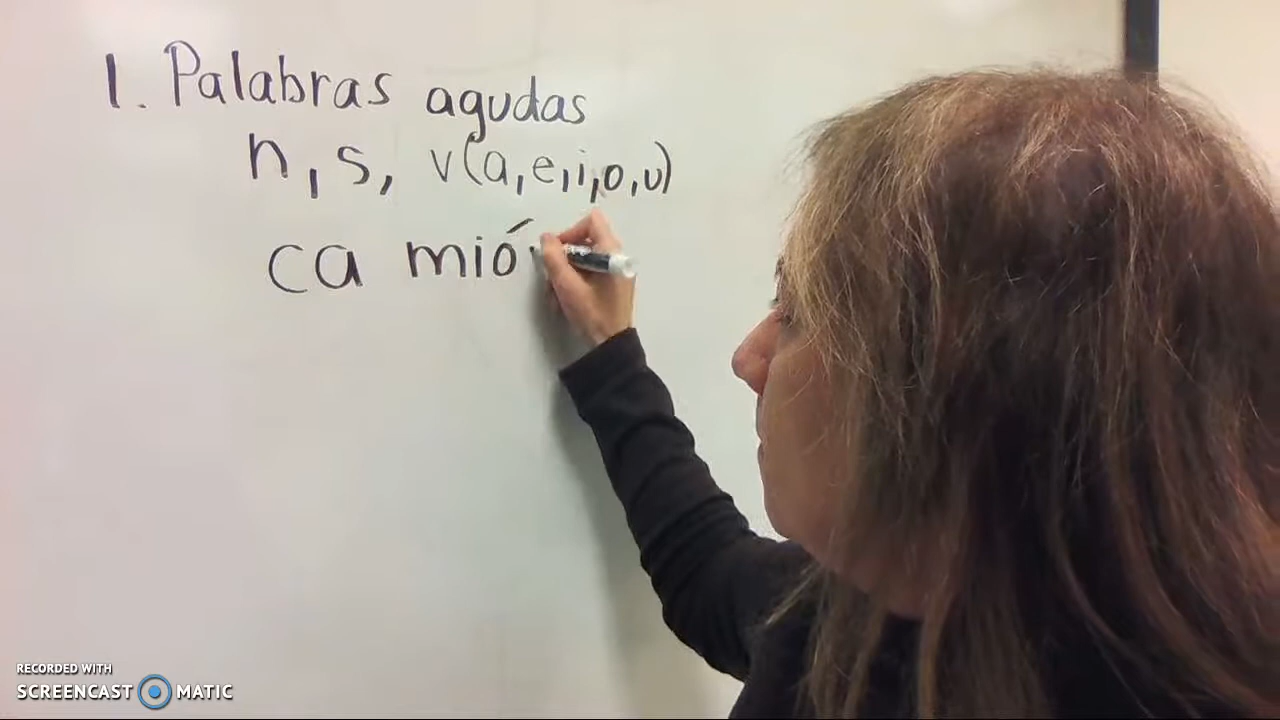 1. Palabras agudas
n, s, v(a,e,i,o,u)
ca mió
RECORDED WITH
SCREENCAST MATIC